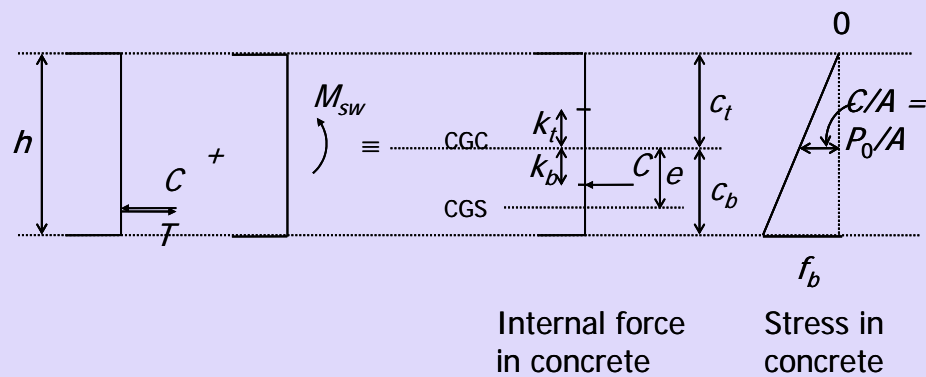 0
h
C
T
+
M_sw
≡
CGC
CGS
k_t
k_b
C
e
c_t
c_b
C/A =
P_0/A
f_b
Internal force
in concrete
Stress in
concrete